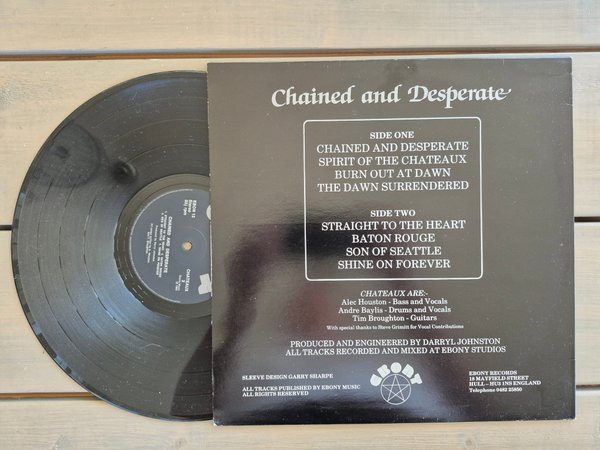 Chained and Desperate
SIDE ONE
CHAINED AND DESPERATE
SPIRIT OF THE CHATEAUX
BURN OUT AT DAWN
THE DAWN SURRENDERED
SIDE TWO
STRAIGHT TO THE HEART
BATON ROUGE
SON OF SEATTLE
SHINE ON FOREVER
CHATEAUX ARE:-
Alec Houston - Bass and Vocals
Andre Baylis - Drums and Vocals
Tim Broughton - Guitars
With special thanks to Steve Grimmett for Vocal Contributions
PRODUCED AND ENGINEERED BY DARRYL JOHNSTON
ALL TRACKS RECORDED AND MIXED AT EBONY STUDIOS
EBONY
SLEEVE DESIGN GARRY SHARPE
ALL TRACKS PUBLISHED BY EBONY MUSIC
ALL RIGHTS RESERVED
EBONY RECORDS
18 MAYFIELD STREET
HULL - HU3 1NS ENGLAND
Telephone 0482 25850
CHAINED AND DESPERATE
CHATEAUX